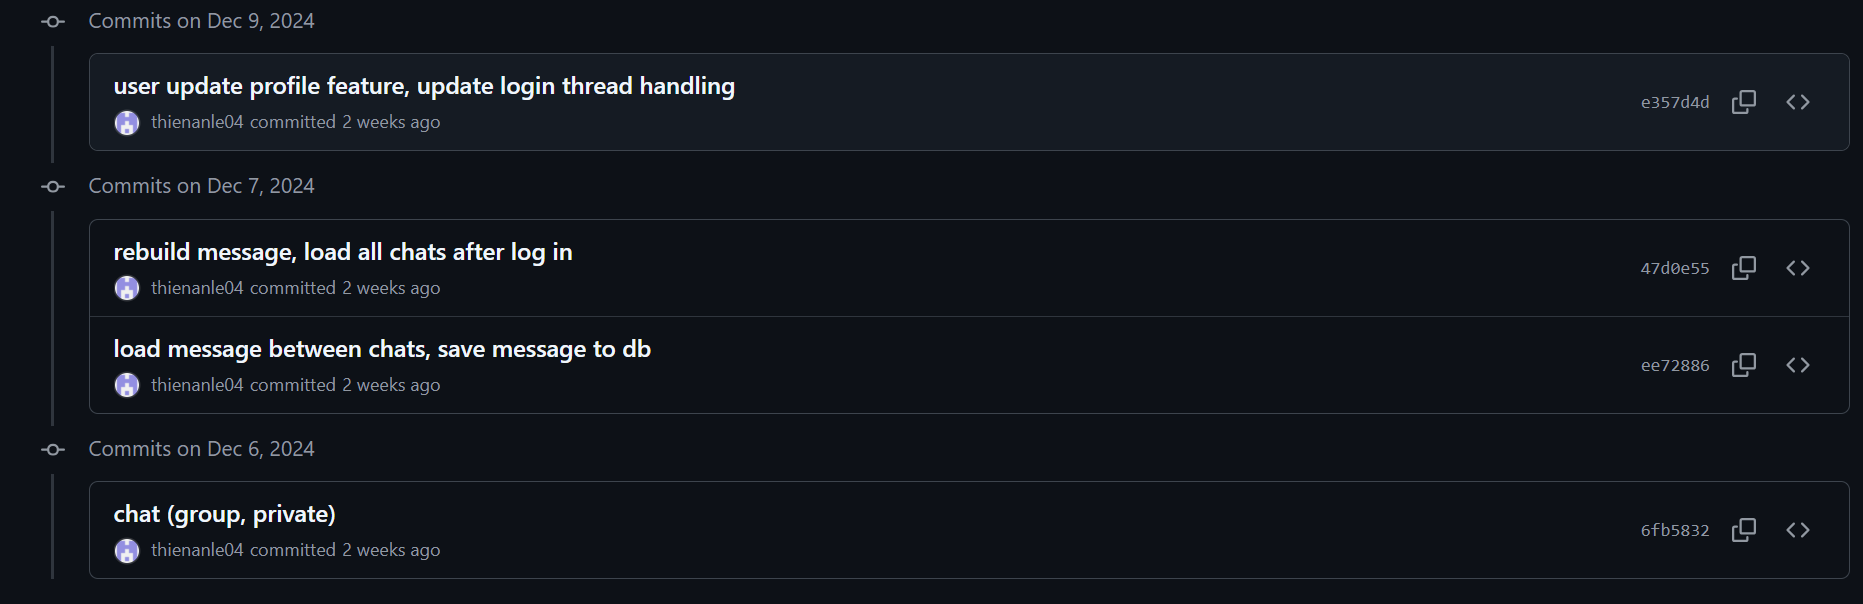 Commits on Dec 9, 2024
user update profile feature, update login thread handling
thienanle04 committed 2 weeks ago
e357d4d
Commits on Dec 7, 2024
rebuild message, load all chats after log in
thienanle04 committed 2 weeks ago
47d0e55
load message between chats, save message to db
thienanle04 committed 2 weeks ago
ee72886
Commits on Dec 6, 2024
chat (group, private)
thienanle04 committed 2 weeks ago
6fb5832